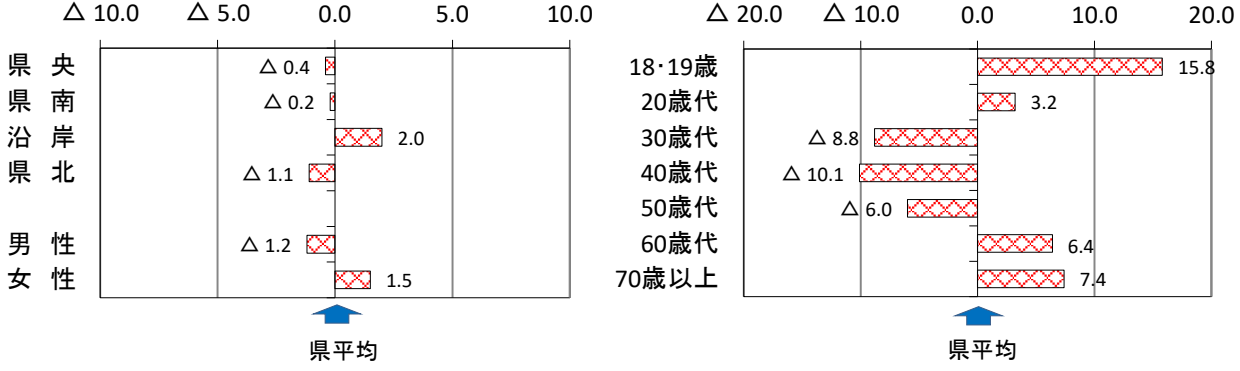 △ 10.0 △ 5.0 0.0 5.0 10.0
県 央 △ 0.4
県 南 △ 0.2
沿 岸 2.0
県 北 △ 1.1
男 性 △ 1.2
女 性 1.5
県平均
△ 20.0 △ 10.0 0.0 10.0 20.0
18･19歳 15.8
20歳代 3.2
30歳代 △ 8.8
40歳代 △ 10.1
50歳代 △ 6.0
60歳代 6.4
70歳以上 7.4
県平均